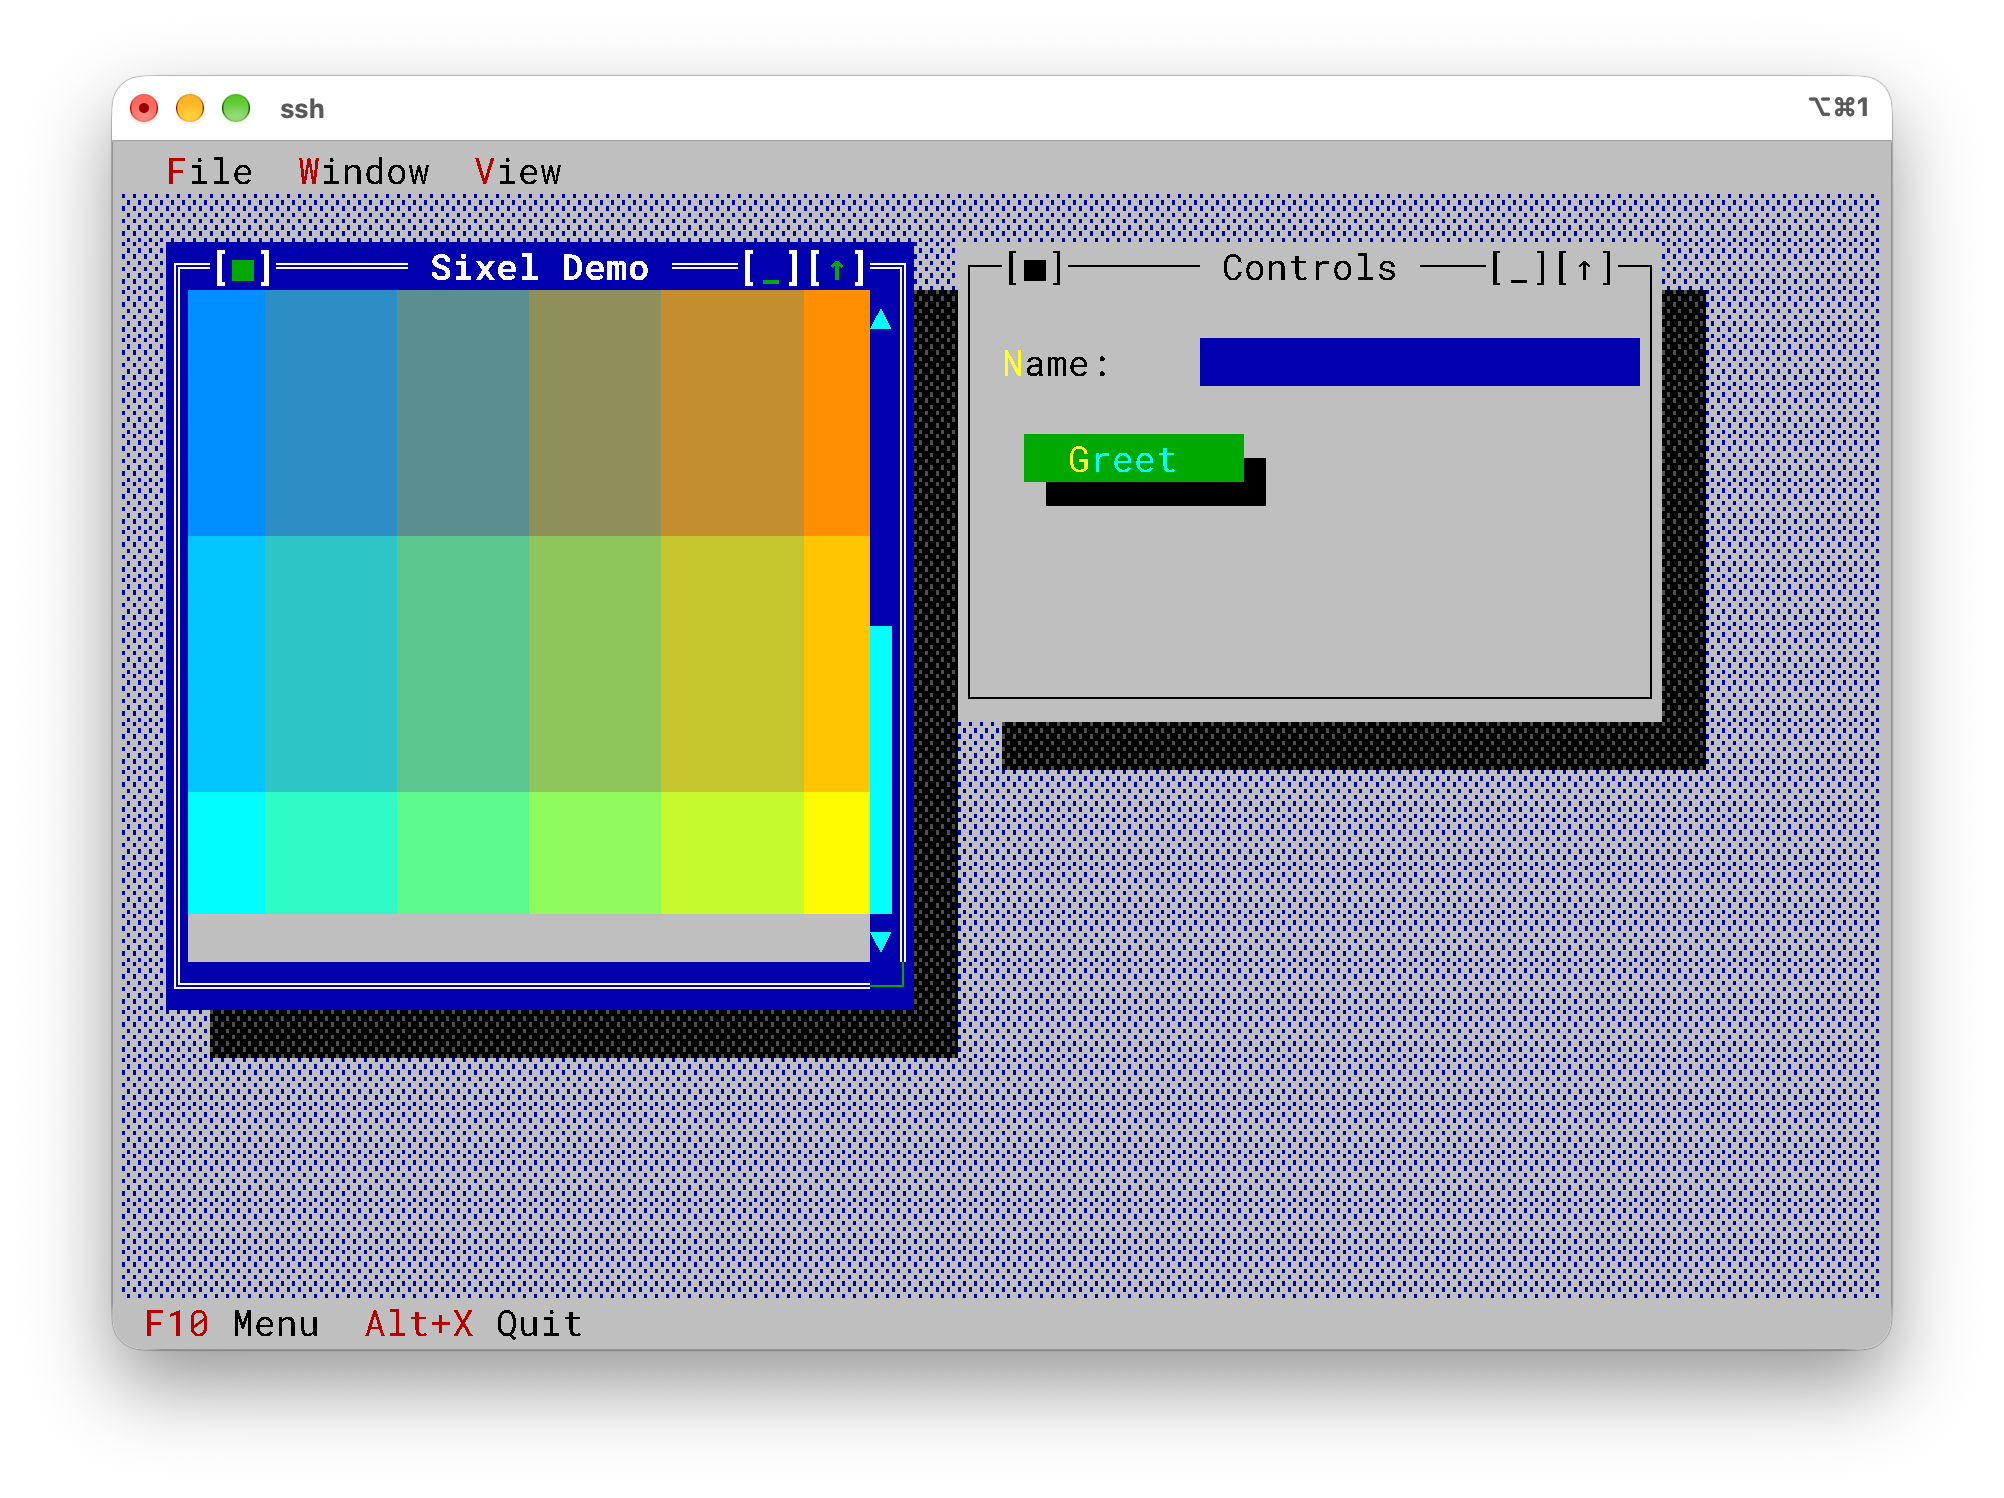 ssh ⌥⌘1
File Window View
[■] Sixel Demo [_][↑]
[■] Controls [_][↑]
Name:
Greet
F10 Menu Alt+X Quit